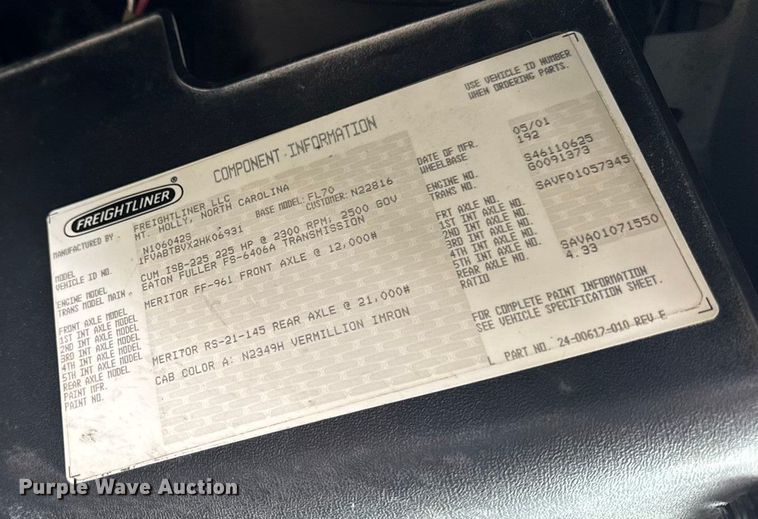 USE VEHICLE ID NUMBER
WHEN ORDERING PARTS.
FREIGHTLINER®
COMPONENT INFORMATION
MANUFACTURED BY FREIGHTLINER LLC
MT. HOLLY, NORTH CAROLINA
BASE MODEL: FL70
MODEL N106042S CUSTOMER: N22816
VEHICLE ID NO. 1FVABTBVX2HK06931
ENGINE MODEL CUM ISB-225 225 HP @ 2300 RPM; 2500 GOV
TRANS MODEL MAIN. EATON FULLER FS-6406A TRANSMISSION
FRONT AXLE MODEL MERITOR FF-961 FRONT AXLE @ 12,000#
1ST INT AXLE MODEL
2ND INT AXLE MODEL
3RD INT AXLE MODEL
4TH INT AXLE MODEL
5TH INT AXLE MODEL
REAR AXLE MODEL MERITOR RS-21-145 REAR AXLE @ 21,000#
PAINT MFR. CAB COLOR A: N2349H VERMILLION IMRON
PAINT NO.
DATE OF MFR. 05/01
WHEELBASE 192
ENGINE NO. S46110625
TRANS NO. G0091373
FRT AXLE NO. SAVF01057345
1ST INT AXLE NO.
2ND INT AXLE NO.
3RD INT AXLE NO.
4TH INT AXLE NO.
5TH INT AXLE NO.
REAR AXLE NO. SAVA01071550
RATIO 4.33
FOR COMPLETE PAINT INFORMATION
SEE VEHICLE SPECIFICATION SHEET.
PART NO. 24-00617-010 REV F
Purple Wave Auction